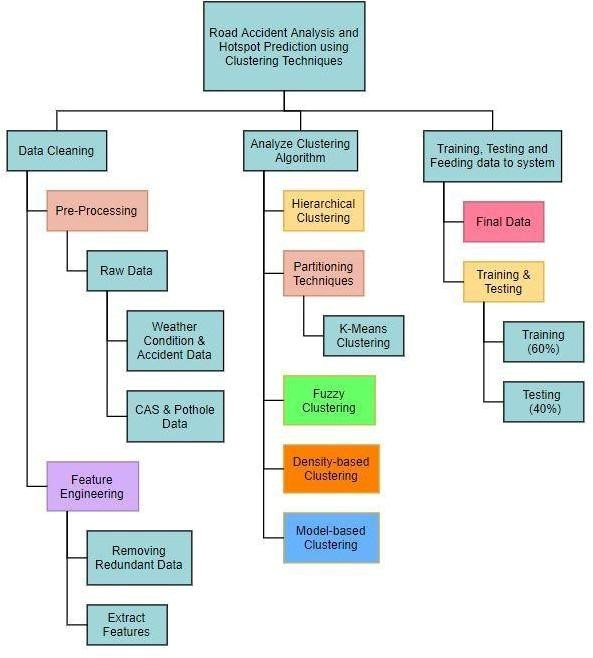 Road Accident Analysis and
Hotspot Prediction using
Clustering Techniques
Data Cleaning
Pre-Processing
Raw Data
Weather
Condition &
Accident Data
CAS & Pothole
Data
Feature
Engineering
Removing
Redundant Data
Extract
Features
Analyze Clustering
Algorithm
Hierarchical
Clustering
Partitioning
Techniques
K-Means
Clustering
Fuzzy
Clustering
Density-based
Clustering
Model-based
Clustering
Training, Testing and
Feeding data to system
Final Data
Training &
Testing
Training
(60%)
Testing
(40%)